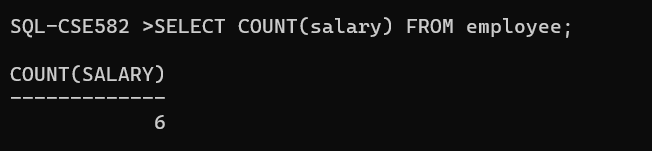 SQL-CSE582 >SELECT COUNT(salary) FROM employee;
COUNT(SALARY)
-------------
6